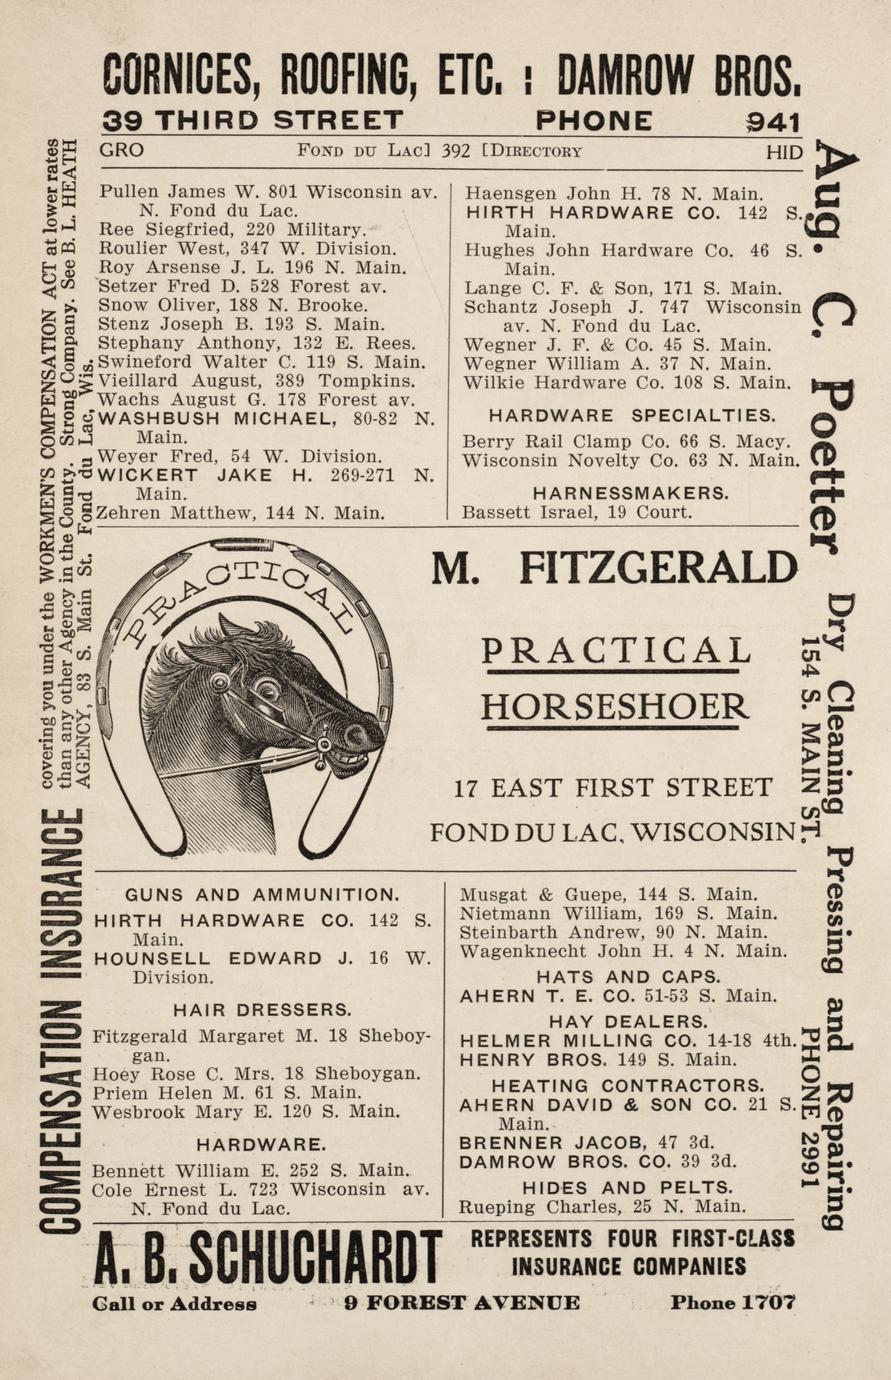 CORNICES, ROOFING, ETC. : DAMROW BROS.
39 THIRD STREET PHONE 941
GRO FOND DU LAC] 392 [DIRECTORY HID
Pullen James W. 801 Wisconsin av.
N. Fond du Lac.
Ree Siegfried, 220 Military.
Roulier West, 347 W. Division.
Roy Arsense J. L. 196 N. Main.
Setzer Fred D. 528 Forest av.
Snow Oliver, 188 N. Brooke.
Stenz Joseph B. 193 S. Main.
Stephany Anthony, 132 E. Rees.
Swineford Walter C. 119 S. Main.
Vieillard August, 389 Tompkins.
Wachs August G. 178 Forest av.
WASHBUSH MICHAEL, 80-82 N.
Main.
Weyer Fred, 54 W. Division.
WICKERT JAKE H. 269-271 N.
Main.
Zehren Matthew, 144 N. Main.
Haensgen John H. 78 N. Main.
HIRTH HARDWARE CO. 142 S.
Main.
Hughes John Hardware Co. 46 S.
Main.
Lange C. F. & Son, 171 S. Main.
Schantz Joseph J. 747 Wisconsin
av. N. Fond du Lac.
Wegner J. F. & Co. 45 S. Main.
Wegner William A. 37 N. Main.
Wilkie Hardware Co. 108 S. Main.
HARDWARE SPECIALTIES.
Berry Rail Clamp Co. 66 S. Macy.
Wisconsin Novelty Co. 63 N. Main.
HARNESSMAKERS.
Bassett Israel, 19 Court.
PRACTICAL
M. FITZGERALD
PRACTICAL
HORSESHOER
17 EAST FIRST STREET
FOND DU LAC, WISCONSIN
GUNS AND AMMUNITION.
HIRTH HARDWARE CO. 142 S.
Main.
HOUNSELL EDWARD J. 16 W.
Division.
HAIR DRESSERS.
Fitzgerald Margaret M. 18 Sheboy-
gan.
Hoey Rose C. Mrs. 18 Sheboygan.
Priem Helen M. 61 S. Main.
Wesbrook Mary E. 120 S. Main.
HARDWARE.
Bennett William E. 252 S. Main.
Cole Ernest L. 723 Wisconsin av.
N. Fond du Lac.
Musgat & Guepe, 144 S. Main.
Nietmann William, 169 S. Main.
Steinbarth Andrew, 90 N. Main.
Wagenknecht John H. 4 N. Main.
HATS AND CAPS.
AHERN T. E. CO. 51-53 S. Main.
HAY DEALERS.
HELMER MILLING CO. 14-18 4th.
HENRY BROS. 149 S. Main.
HEATING CONTRACTORS.
AHERN DAVID & SON CO. 21 S.
Main.
BRENNER JACOB, 47 3d.
DAMROW BROS. CO. 39 3d.
HIDES AND PELTS.
Rueping Charles, 25 N. Main.
COMPENSATION INSURANCE
covering you under the WORKMEN'S COMPENSATION ACT at lower rates
than any other Agency in the County. Strong Company. See B. L. HEATH
AGENCY, 83 S. Main St. Fond du Lac, Wis.
Aug. C. Poetter
Dry Cleaning Pressing and Repairing
154 S. MAIN ST. PHONE 2991
A. B. SCHUCHARDT
REPRESENTS FOUR FIRST-CLASS
INSURANCE COMPANIES
Call or Address 9 FOREST AVENUE Phone 1707